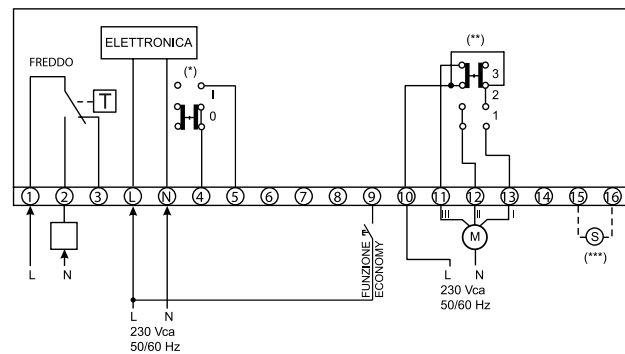 ELETTRONICA
FREDDO
(*)
(**)
T
I
0
3
2
1
1 2 3 L N 4 5 6 7 8 9 10 11 12 13 14 15 16
III II I
M
S
(***)
L N
FUNZIONE
ECONOMY
L N
230 Vca
50/60 Hz
L N
230 Vca
50/60 Hz